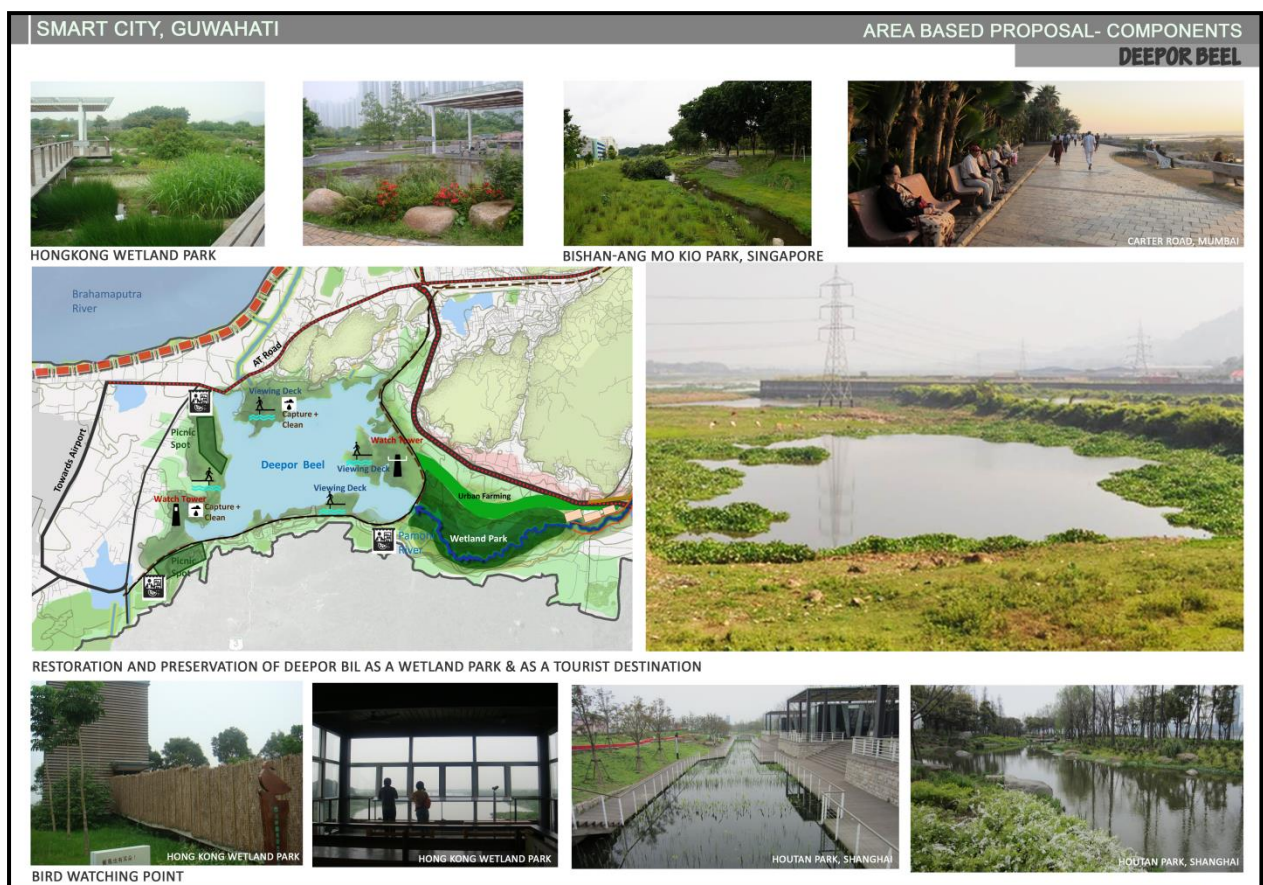 SMART CITY, GUWAHATI
AREA BASED PROPOSAL- COMPONENTS
DEEPOR BEEL
HONGKONG WETLAND PARK
BISHAN-ANG MO KIO PARK, SINGAPORE
CARTER ROAD, MUMBAI
Brahamaputra
River
AT Road
Viewing Deck
Capture +
Clean
Picnic
Spot
Towards Airport
Watch Tower
Deepor Beel
Viewing Deck
Viewing Deck
Urban Farming
Watch Tower
Capture +
Clean
Wetland Park
River
Picnic
Spot
RESTORATION AND PRESERVATION OF DEEPOR BIL AS A WETLAND PARK & AS A TOURIST DESTINATION
HONG KONG WETLAND PARK
HONG KONG WETLAND PARK
HOUTAN PARK, SHANGHAI
HOUTAN PARK, SHANGHAI
BIRD WATCHING POINT